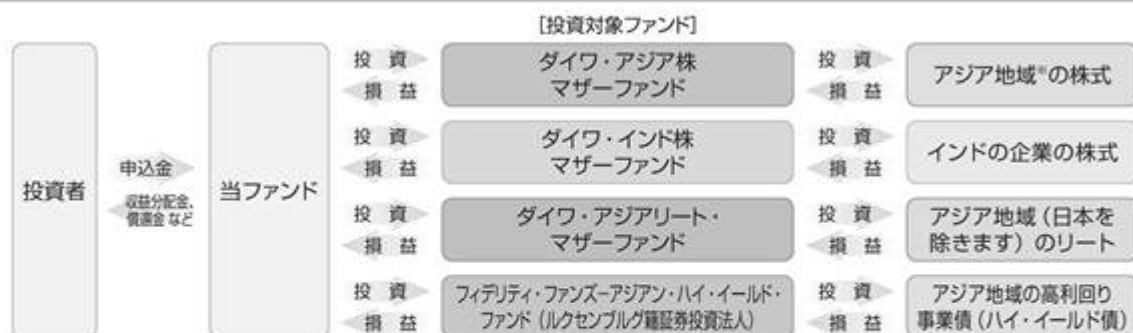 [投資対象ファンド]
投資者
申込金
収益分配金、
償還金 など
当ファンド
投 資
損 益
ダイワ・アジア株
マザーファンド
投 資
損 益
アジア地域※の株式
投 資
損 益
ダイワ・インド株
マザーファンド
投 資
損 益
インドの企業の株式
投 資
損 益
ダイワ・アジアリート・
マザーファンド
投 資
損 益
アジア地域(日本を
除きます)のリート
投 資
損 益
フィデリティ・ファンズ-アジアン・ハイ・イールド・
ファンド(ルクセンブルグ籍証券投資法人)
投 資
損 益
アジア地域の高利回り
事業債(ハイ・イールド債)